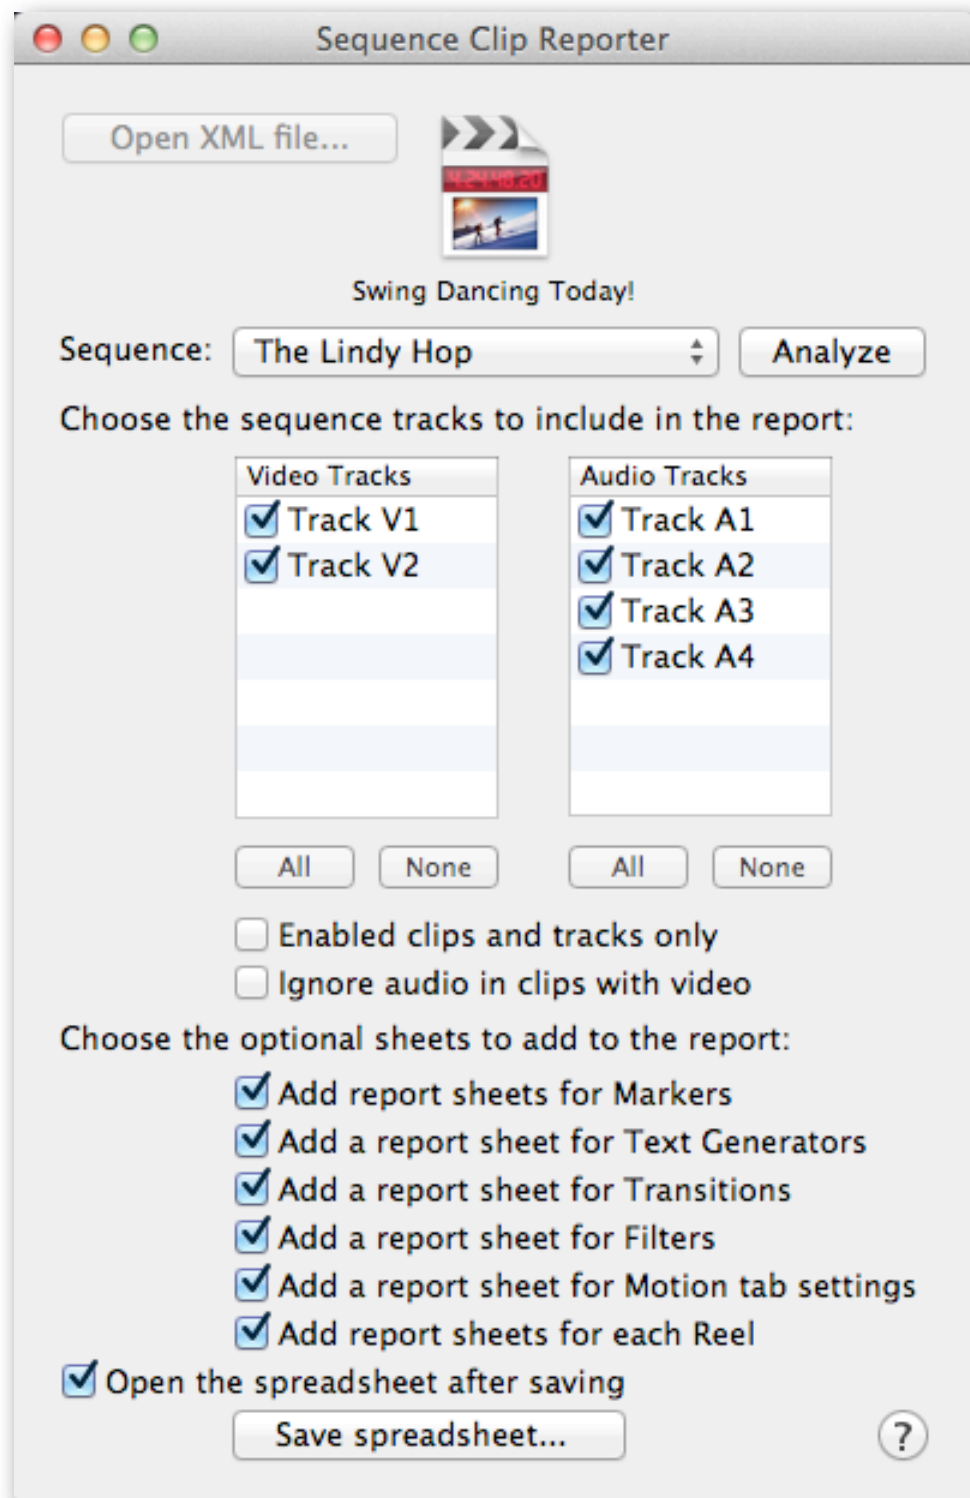 Sequence Clip Reporter
Open XML file...
4.24.48.20
Swing Dancing Today!
Sequence: The Lindy Hop Analyze
Choose the sequence tracks to include in the report:
Video Tracks Audio Tracks
Track V1 Track A1
Track V2 Track A2
Track A3
Track A4
All None All None
Enabled clips and tracks only
Ignore audio in clips with video
Choose the optional sheets to add to the report:
Add report sheets for Markers
Add a report sheet for Text Generators
Add a report sheet for Transitions
Add a report sheet for Filters
Add a report sheet for Motion tab settings
Add report sheets for each Reel
Open the spreadsheet after saving
Save spreadsheet... ?